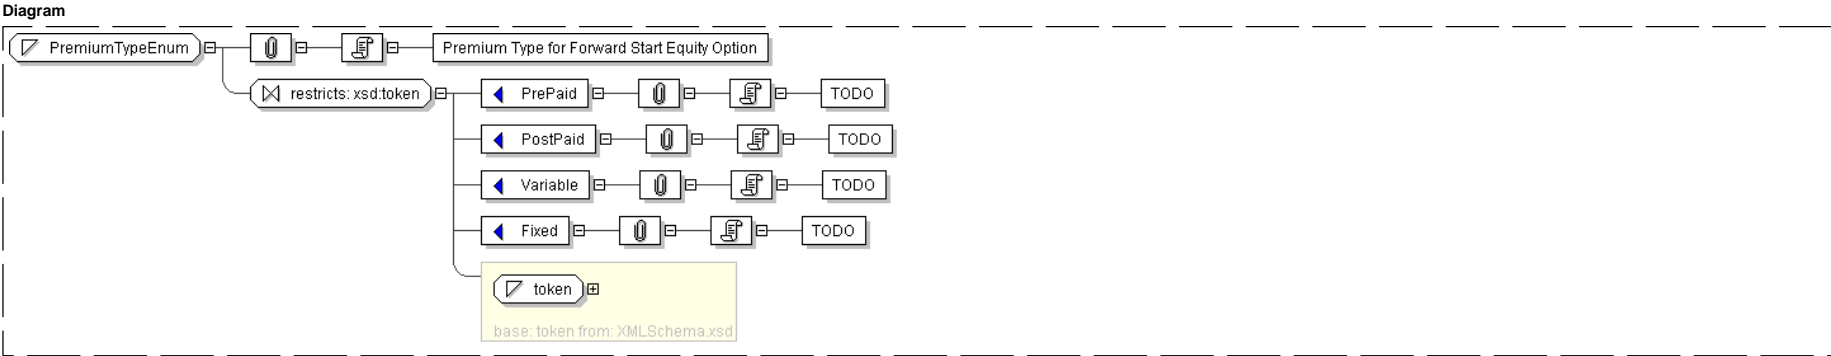 Diagram
PremiumTypeEnum Premium Type for Forward Start Equity Option
restricts: xsd:token PrePaid TODO
PostPaid TODO
Variable TODO
Fixed TODO
token
base: token from: XMLSchema.xsd